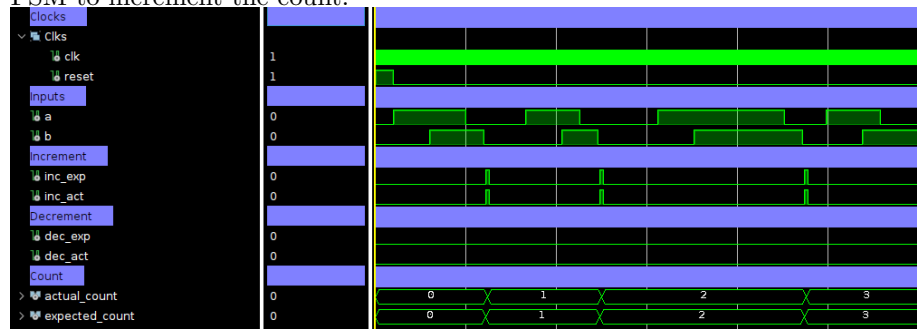 FSM to increment the count.
Clocks
Clks
clk 1
reset 1
Inputs
a 0
b 0
Increment
inc_exp 0
inc_act 0
Decrement
dec_exp 0
dec_act 0
Count
actual_count 0 0 1 2 3
expected_count 0 0 1 2 3